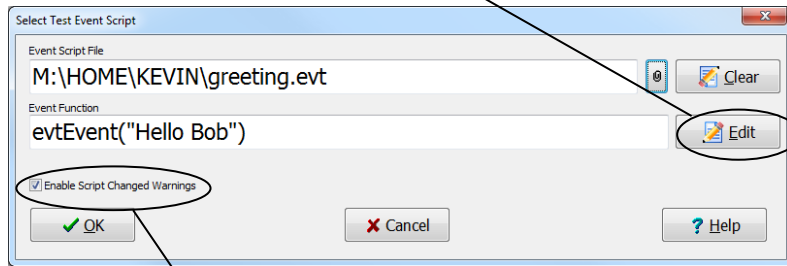 Select Test Event Script
Event Script File
M:\HOME\KEVIN\greeting.evt
Clear
Event Function
evtEvent("Hello Bob")
Edit
Enable Script Changed Warnings
OK
Cancel
? Help